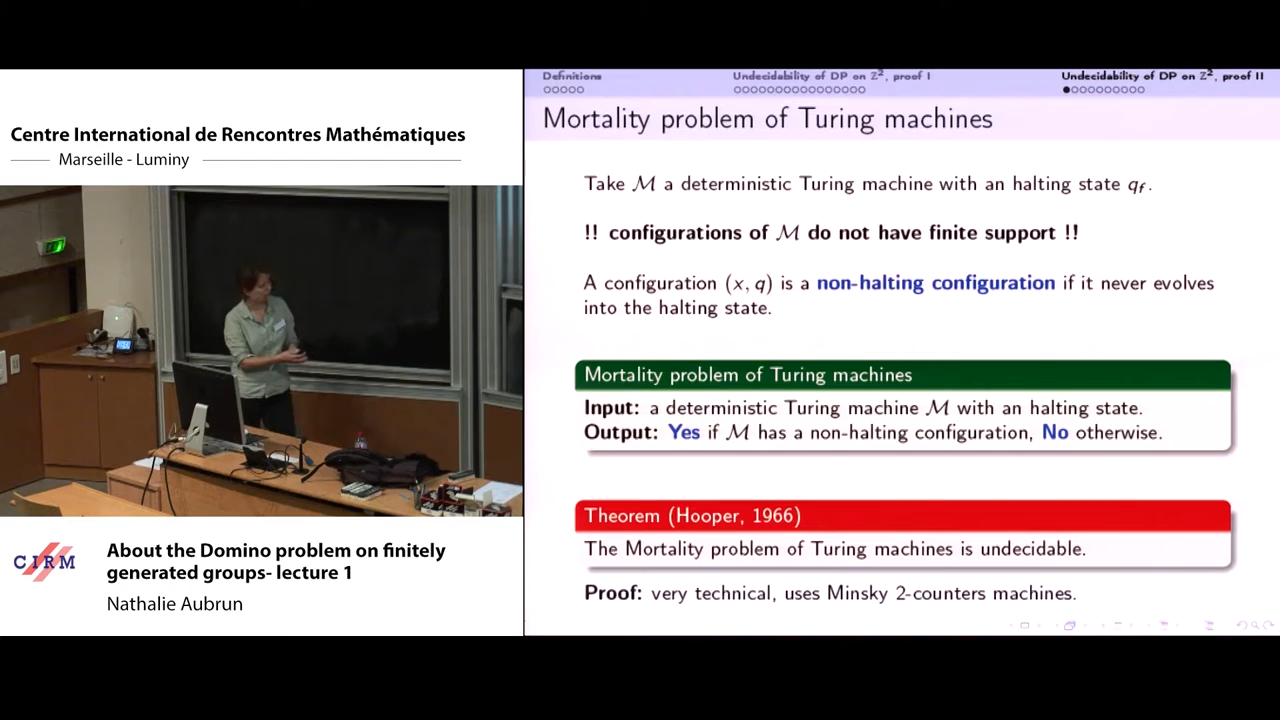 Centre International de Rencontres Mathématiques
Marseille - Luminy
CIRM
About the Domino problem on finitely
generated groups- lecture 1
Nathalie Aubrun
Definitions
Undecidability of DP on ℤ², proof I
Undecidability of DP on ℤ², proof II
Mortality problem of Turing machines
Take ℳ a deterministic Turing machine with an halting state q_f.
!! configurations of ℳ do not have finite support !!
A configuration (x, q) is a non-halting configuration if it never evolves
into the halting state.
Mortality problem of Turing machines
Input: a deterministic Turing machine ℳ with an halting state.
Output: Yes if ℳ has a non-halting configuration, No otherwise.
Theorem (Hooper, 1966)
The Mortality problem of Turing machines is undecidable.
Proof: very technical, uses Minsky 2-counters machines.